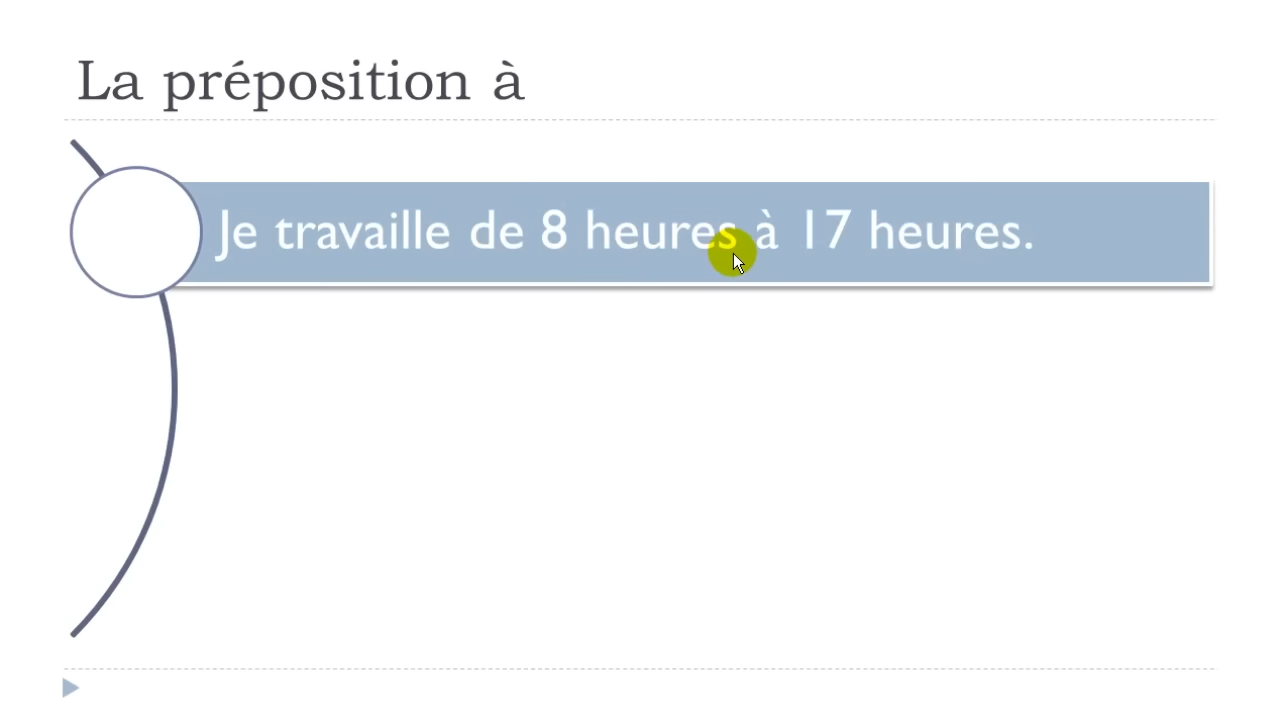 La préposition à
Je travaille de 8 heures à 17 heures.